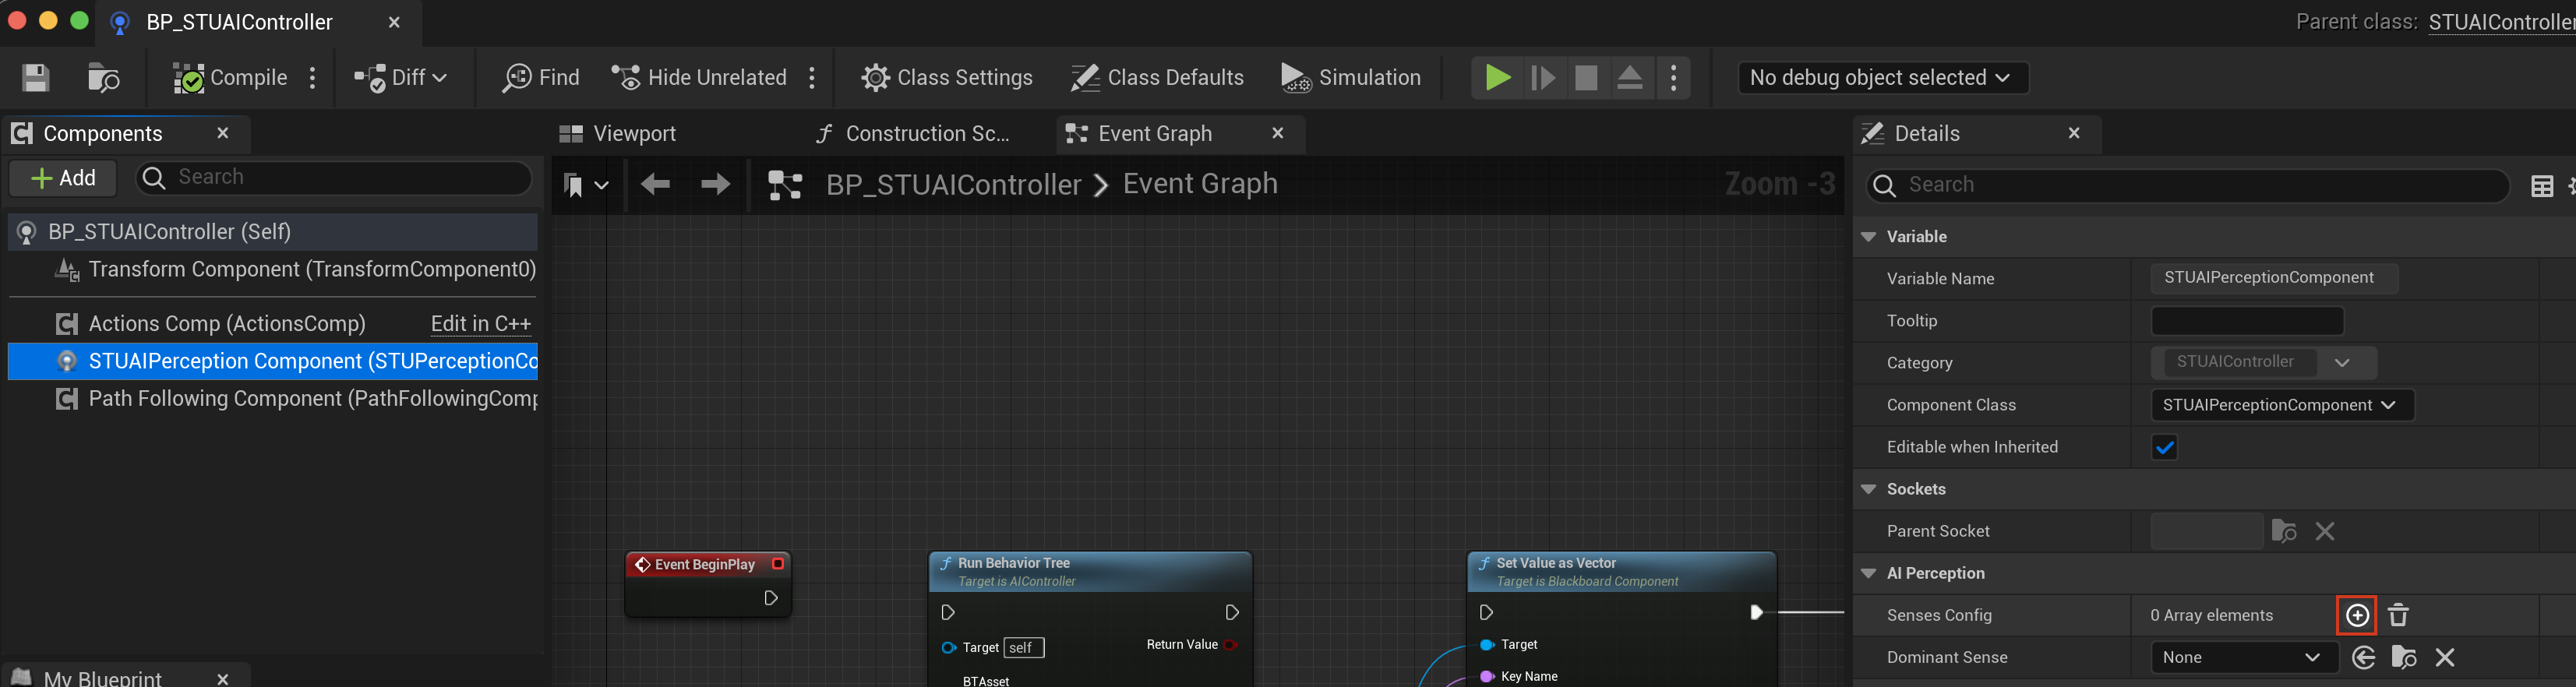 BP_STUAIController
Parent class: STUAIController
Compile
Diff
Find
Hide Unrelated
Class Settings
Class Defaults
Simulation
No debug object selected
Components
Viewport
Construction Sc...
Event Graph
Details
Add
Search
BP_STUAIController
Event Graph
Zoom -3
Search
BP_STUAIController (Self)
Transform Component (TransformComponent0)
Actions Comp (ActionsComp)
Edit in C++
STUAIPerception Component (STUPerceptionCo
Path Following Component (PathFollowingComp
My Blueprint
Event BeginPlay
Run Behavior Tree
Target is AIController
Target
self
Return Value
BTAsset
Set Value as Vector
Target is Blackboard Component
Target
Key Name
Variable
Variable Name
STUAIPerceptionComponent
Tooltip
Category
STUAIController
Component Class
STUAIPerceptionComponent
Editable when Inherited
Sockets
Parent Socket
AI Perception
Senses Config
0 Array elements
Dominant Sense
None